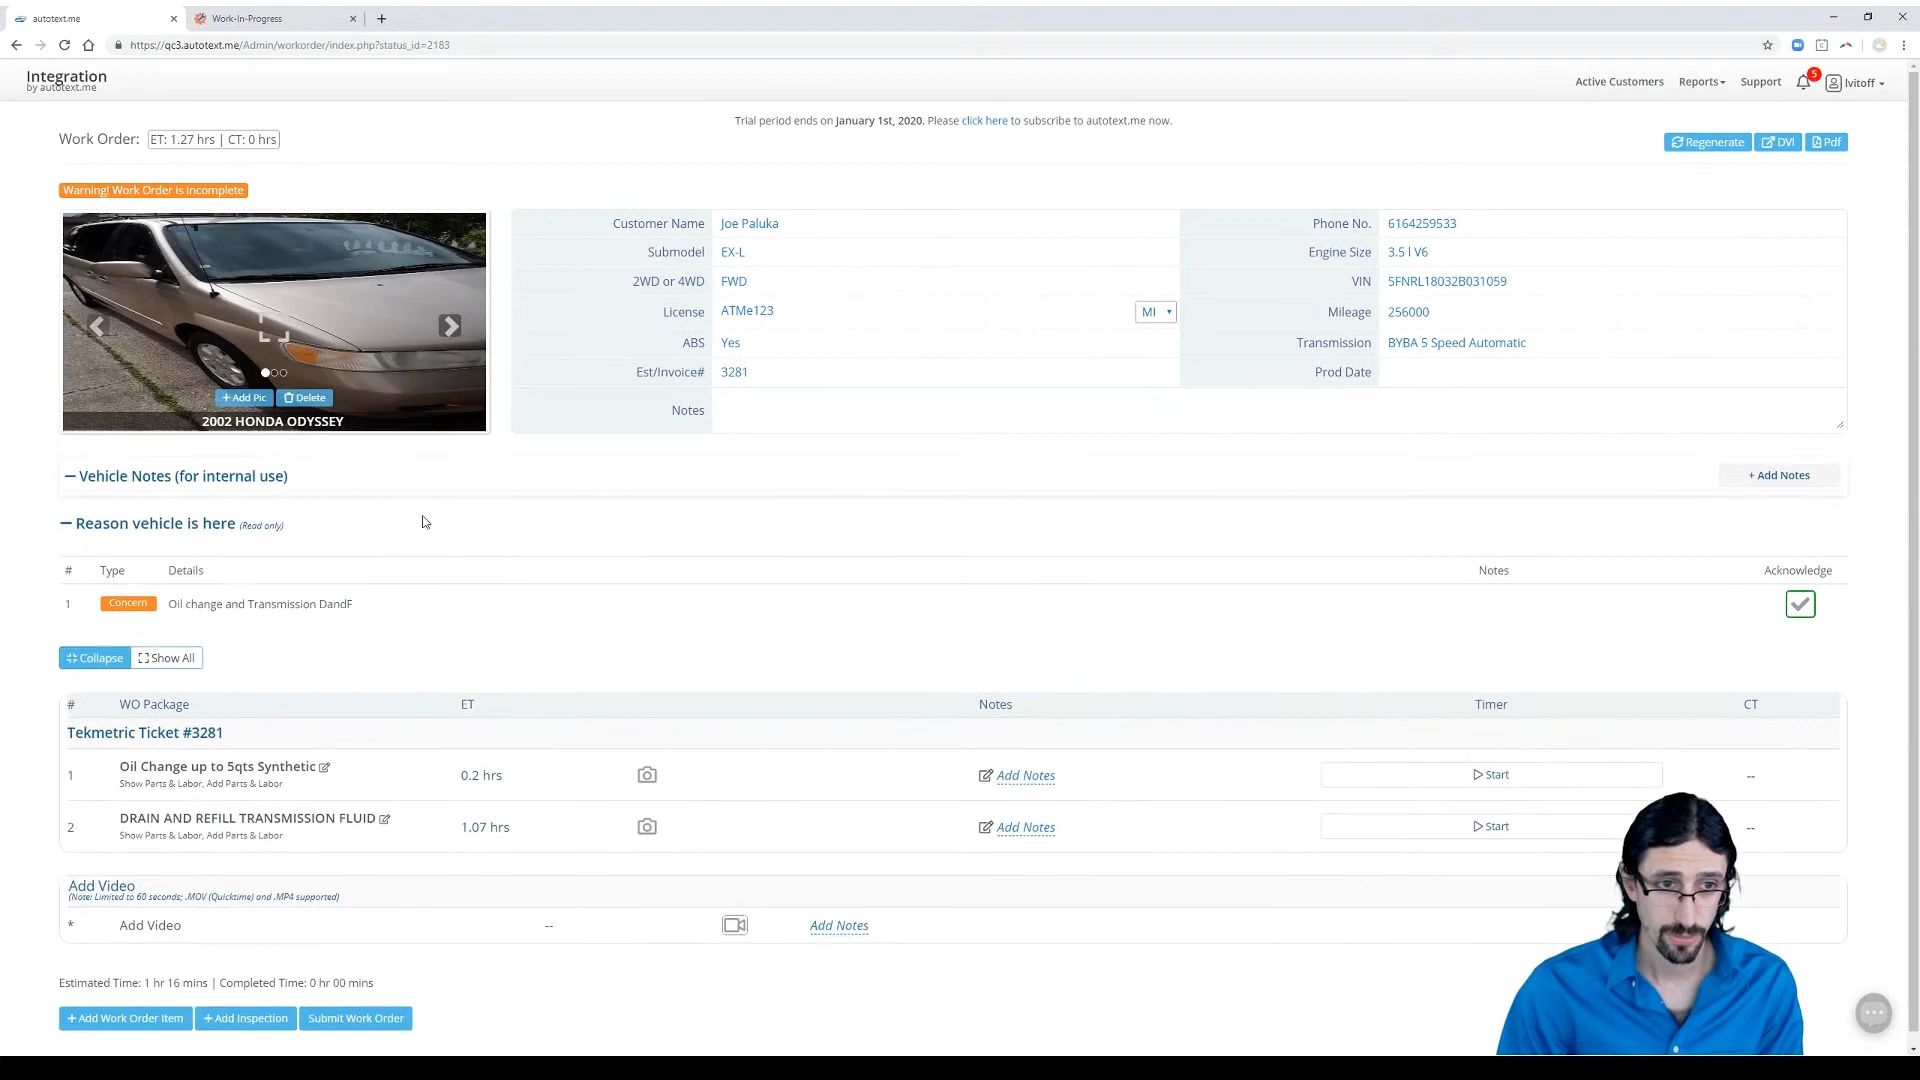 autotext.me
Work-In-Progress
https://qc3.autotext.me/Admin/workorder/index.php?status_id=2183
Integration
by autotext.me
Active Customers Reports Support 5 lvitoff
Trial period ends on January 1st, 2020. Please click here to subscribe to autotext.me now.
Work Order: ET: 1.27 hrs | CT: 0 hrs
Regenerate DVI Pdf
Warning! Work Order is incomplete
Customer Name Joe Paluka Phone No. 6164259533
Submodel EX-L Engine Size 3.5 l V6
2WD or 4WD FWD VIN 5FNRL18032B031059
License ATMe123 MI Mileage 256000
ABS Yes Transmission BYBA 5 Speed Automatic
Est/Invoice# 3281 Prod Date
Notes
+ Add Pic Delete
2002 HONDA ODYSSEY
Vehicle Notes (for internal use)
+ Add Notes
Reason vehicle is here (Read only)
# Type Details Notes Acknowledge
1 Concern Oil change and Transmission DandF
Collapse Show All
# WO Package ET Notes Timer CT
Tekmetric Ticket #3281
1 Oil Change up to 5qts Synthetic 0.2 hrs Add Notes Start --
Show Parts & Labor, Add Parts & Labor
2 DRAIN AND REFILL TRANSMISSION FLUID 1.07 hrs Add Notes Start --
Show Parts & Labor, Add Parts & Labor
Add Video
(Note: Limited to 60 seconds; .MOV (Quicktime) and .MP4 supported)
* Add Video -- Add Notes
Estimated Time: 1 hr 16 mins | Completed Time: 0 hr 00 mins
+ Add Work Order Item + Add Inspection Submit Work Order